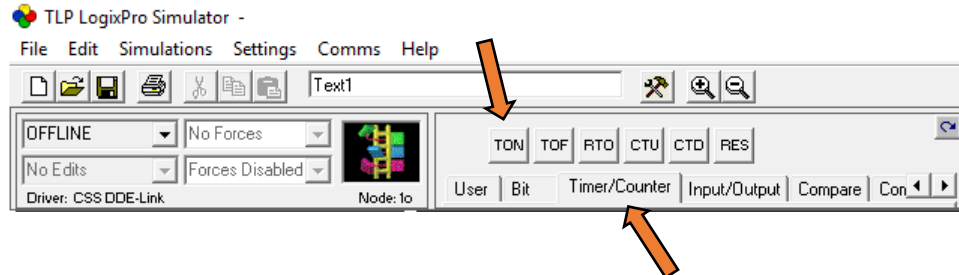 TLP LogixPro Simulator -
File Edit Simulations Settings Comms Help
Text1
OFFLINE No Forces
TON TOF RTO CTU CTD RES
No Edits Forces Disabled
User Bit Timer/Counter Input/Output Compare Con
Driver: CSS DDE-Link Node: 1o